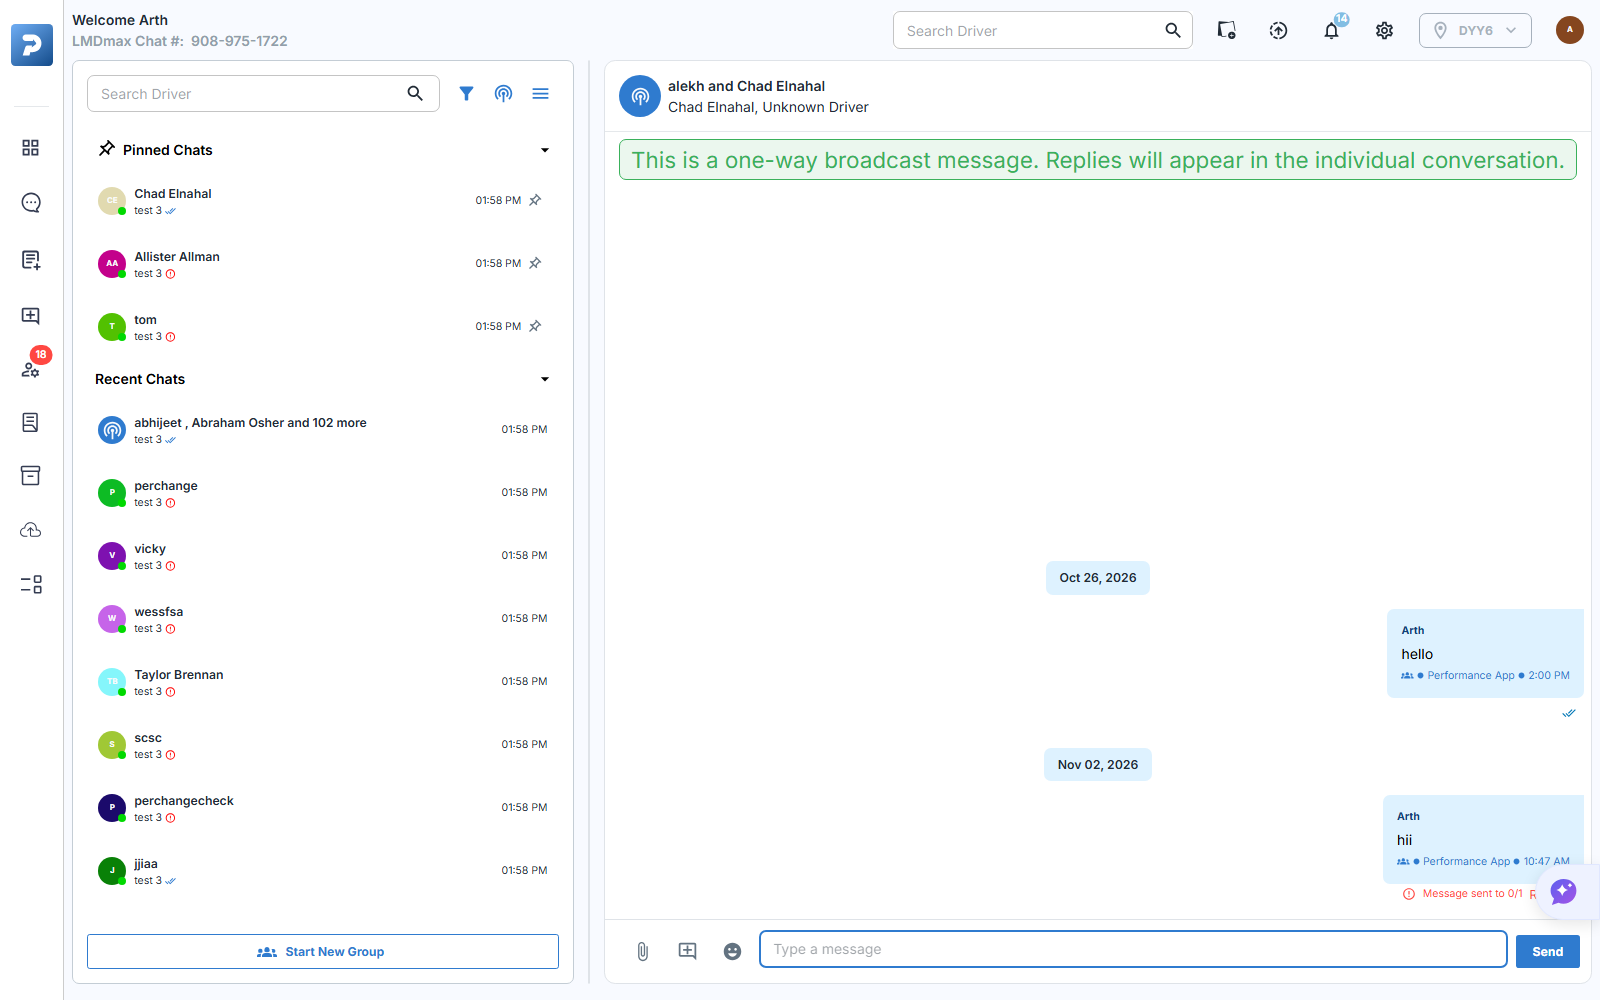 Welcome Arth
LMDmax Chat #: 908-975-1722
Search Driver
14
DYY6
A
Search Driver
Pinned Chats
CE
Chad Elnahal
test 3
01:58 PM
AA
Allister Allman
test 3
01:58 PM
T
tom
test 3
01:58 PM
18
Recent Chats
abhijeet , Abraham Osher and 102 more
test 3
01:58 PM
P
perchange
test 3
01:58 PM
V
vicky
test 3
01:58 PM
W
wessfsa
test 3
01:58 PM
TB
Taylor Brennan
test 3
01:58 PM
S
scsc
test 3
01:58 PM
P
perchangecheck
test 3
01:58 PM
J
jjiaa
test 3
01:58 PM
Start New Group
alekh and Chad Elnahal
Chad Elnahal, Unknown Driver
This is a one-way broadcast message. Replies will appear in the individual conversation.
Oct 26, 2026
Arth
hello
Performance App 2:00 PM
Nov 02, 2026
Arth
hii
Performance App 10:47 AM
Message sent to 0/1
Type a message
Send